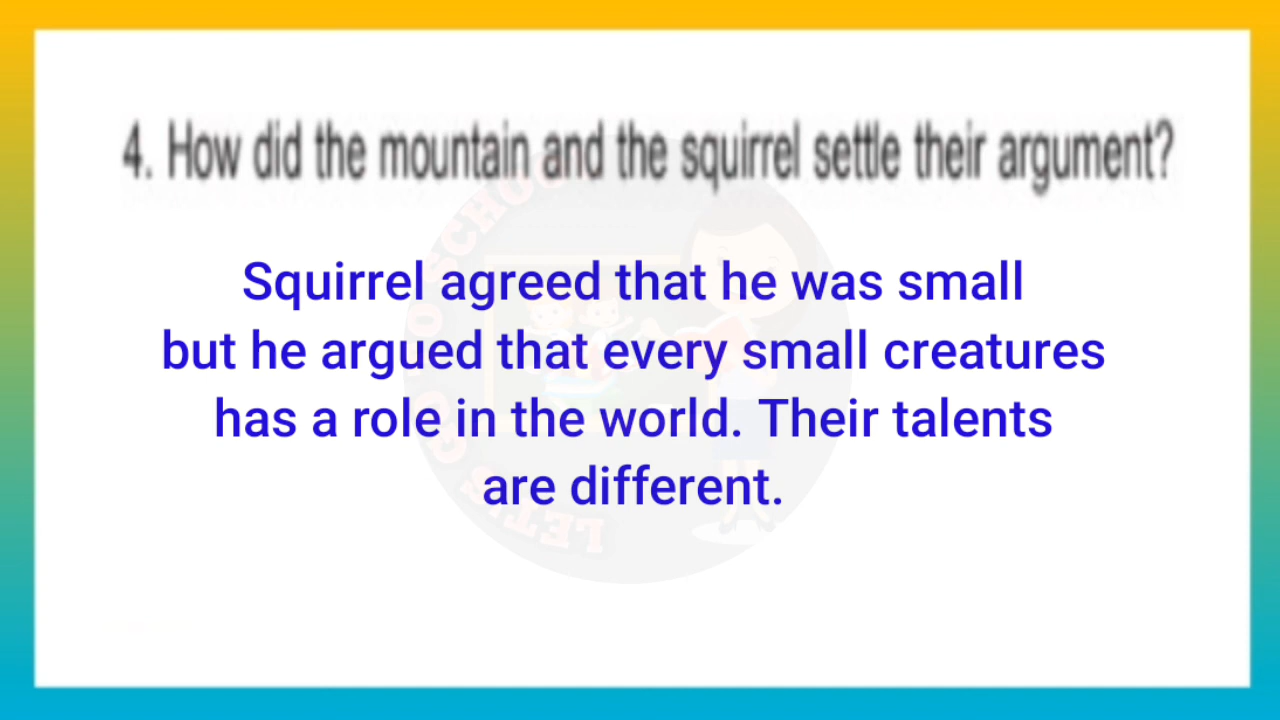 4. How did the mountain and the squirrel settle their argument?
Squirrel agreed that he was small
but he argued that every small creatures
has a role in the world. Their talents
are different.